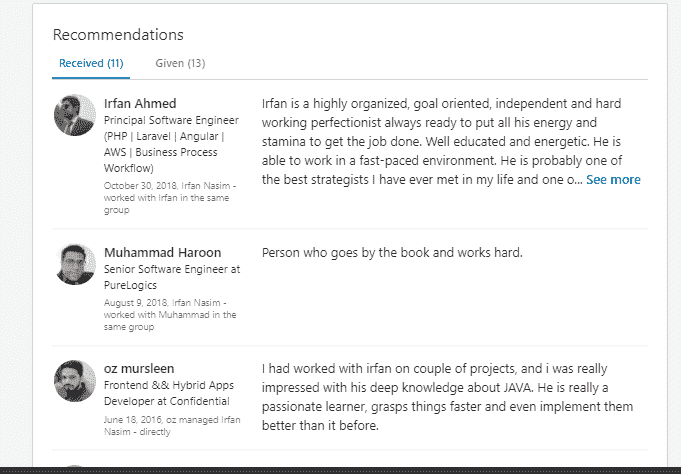 Recommendations
Received (11)
Given (13)
Irfan Ahmed
Principal Software Engineer
(PHP | Laravel | Angular |
AWS | Business Process
Workflow)
October 30, 2018, Irfan Nasim -
worked with Irfan in the same
group
Irfan is a highly organized, goal oriented, independent and hard
working perfectionist always ready to put all his energy and
stamina to get the job done. Well educated and energetic. He is
able to work in a fast-paced environment. He is probably one of
the best strategists I have ever met in my life and one o... See more
Muhammad Haroon
Senior Software Engineer at
PureLogics
August 9, 2018, Irfan Nasim -
worked with Muhammad in the
same group
Person who goes by the book and works hard.
oz mursleen
Frontend && Hybrid Apps
Developer at Confidential
June 18, 2016, oz managed Irfan
Nasim - directly
I had worked with irfan on couple of projects, and i was really
impressed with his deep knowledge about JAVA. He is really a
passionate learner, grasps things faster and even implement them
better than it before.